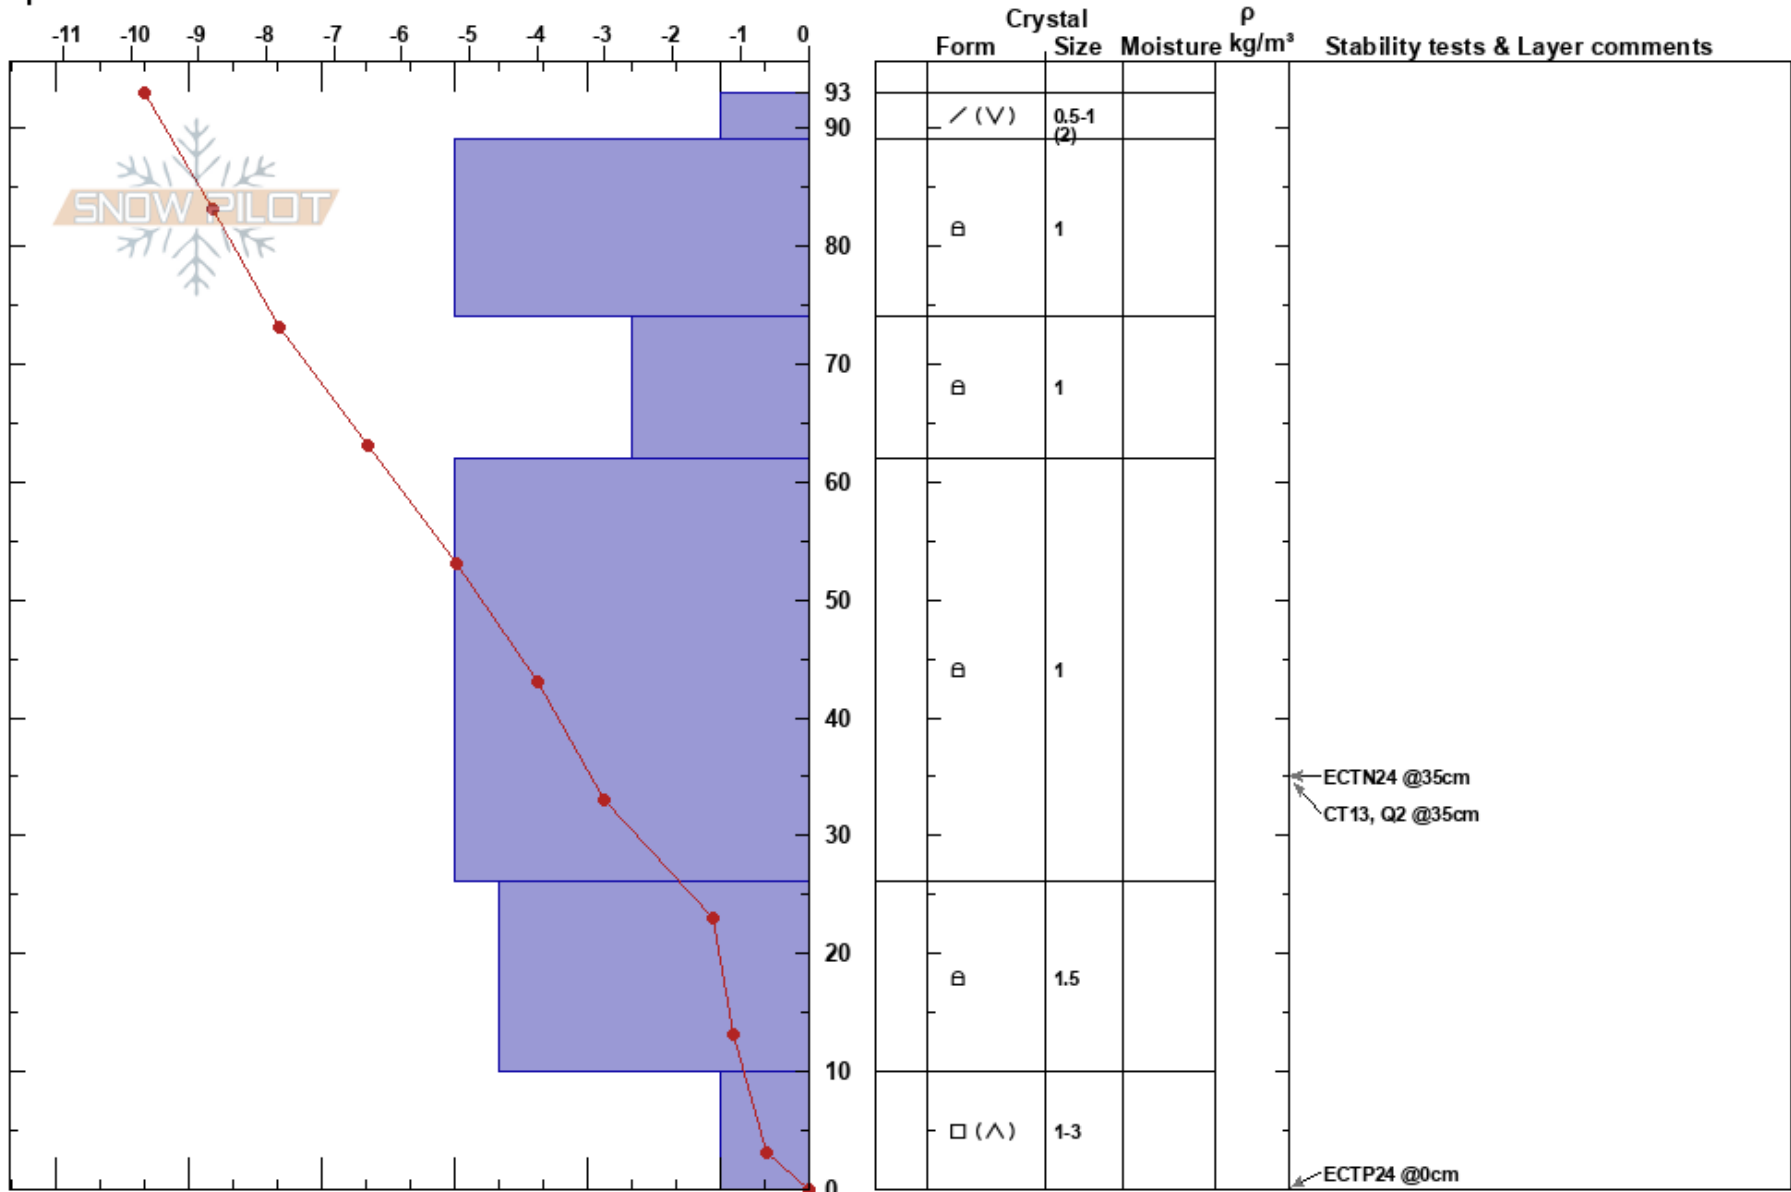 -11 -10 -9 -8 -7 -6 -5 -4 -3 -2 -1 0
Crystal
Form Size Moisture ρ kg/m³ Stability tests & Layer comments
93
90
80
70
60
50
40
30
20
10
0
SNOW PILOT
/ (V) 0.5-1
(2)
1
1
1
1.5
□ (Λ) 1-3
ECTN24 @35cm
CT13, Q2 @35cm
ECTP24 @0cm